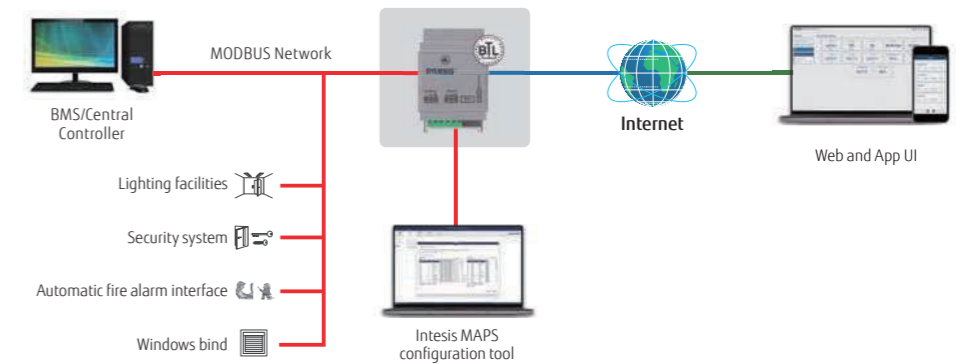 MODBUS Network
BTL
Intesis
BMS/Central
Controller
Internet
Web and App UI
Lighting facilities
Security system
Automatic fire alarm interface
Windows bind
Intesis MAPS
configuration tool